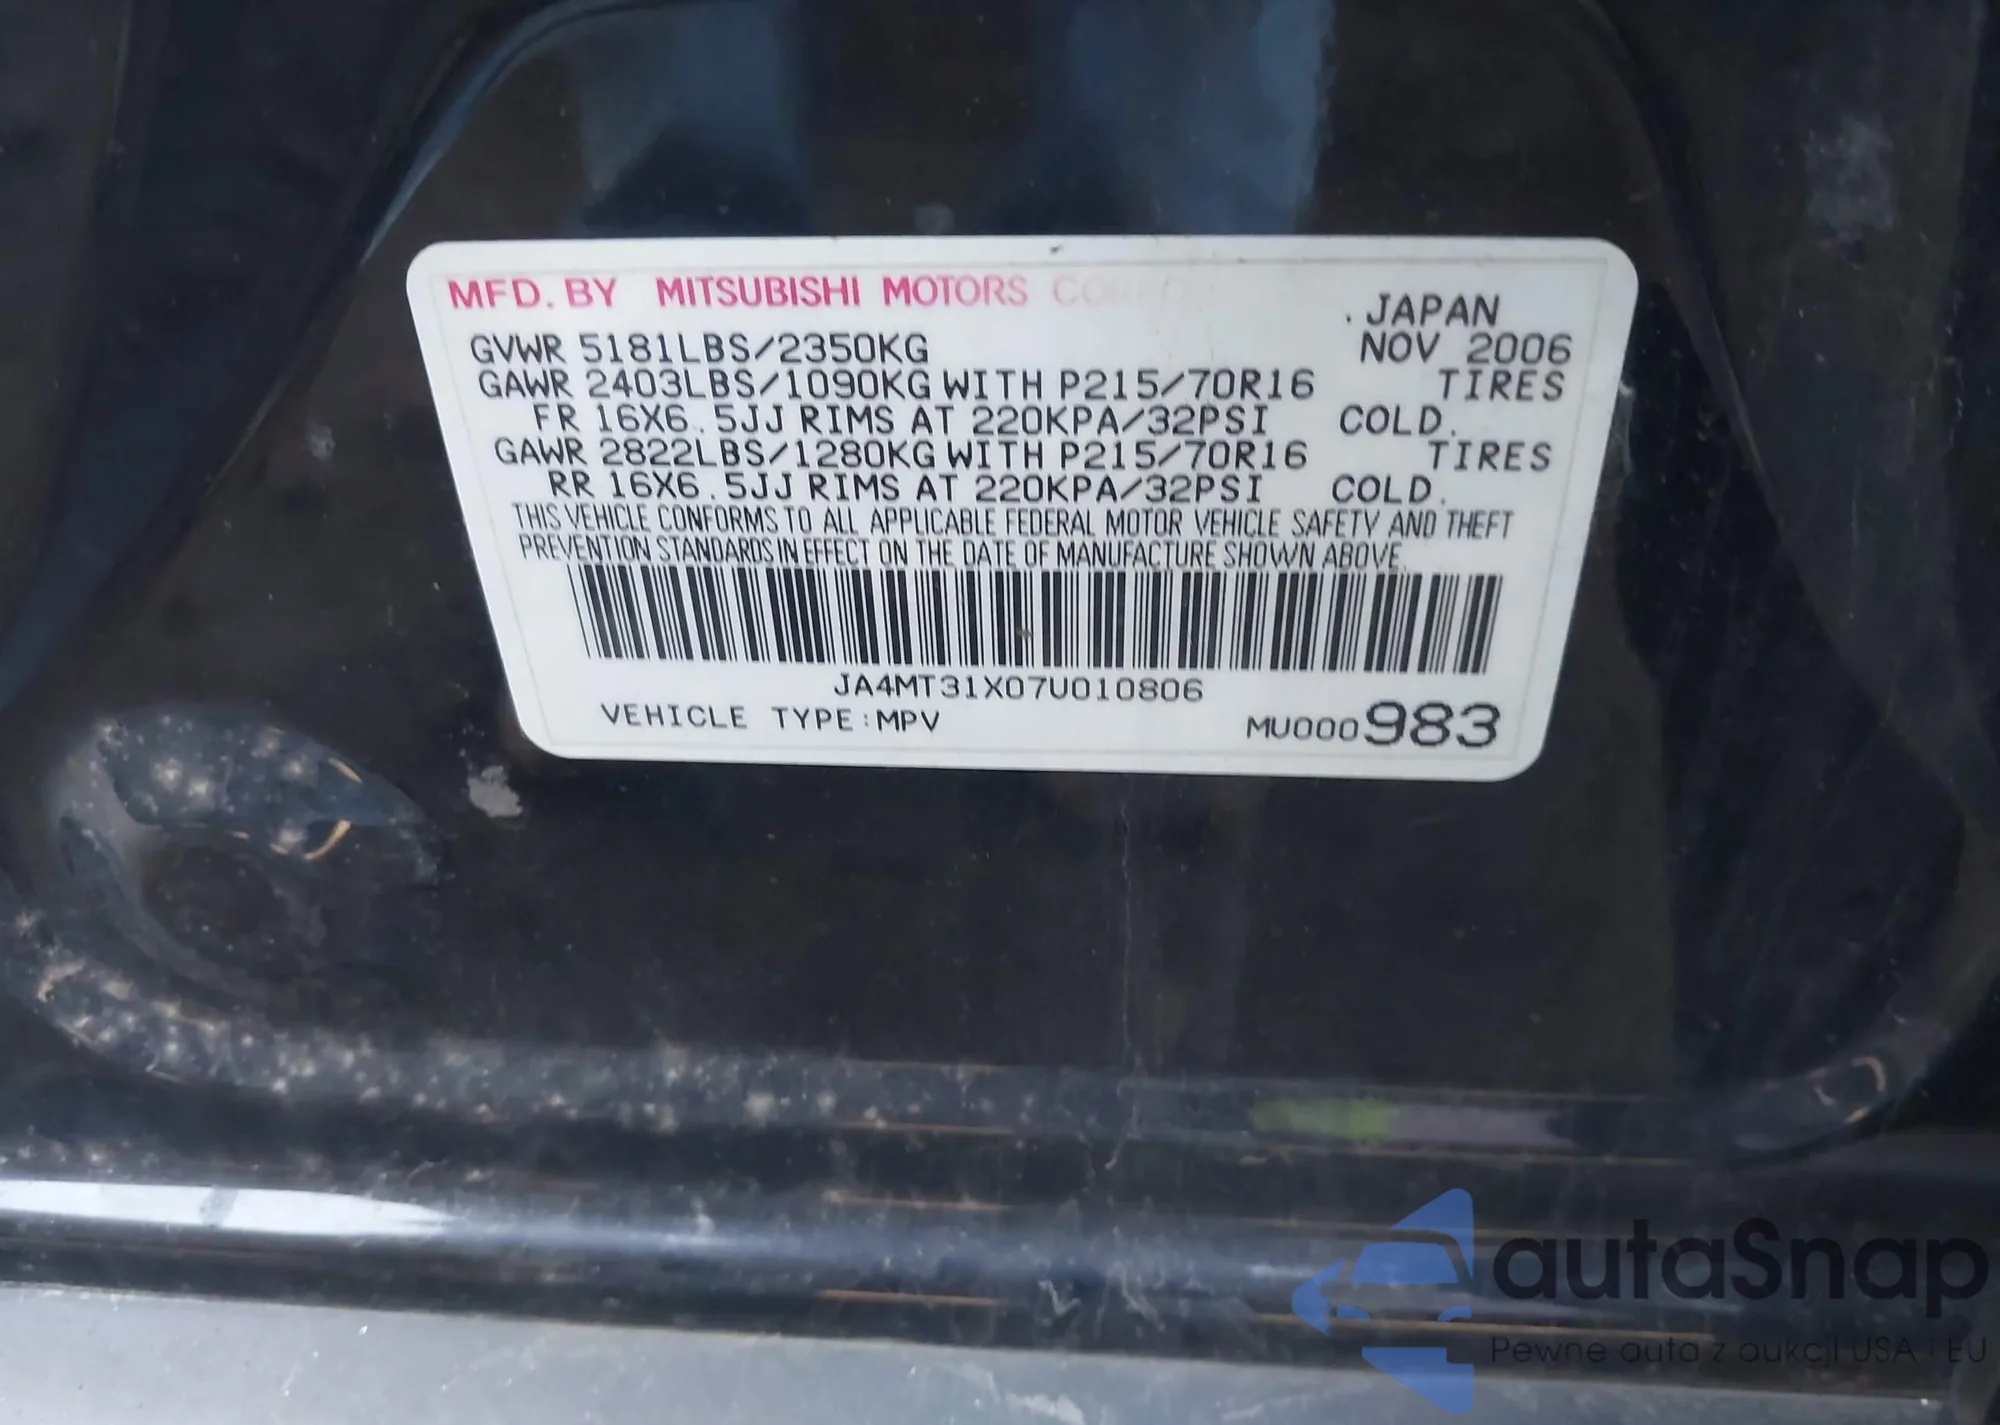 MFD. BY MITSUBISHI MOTORS
. JAPAN
GVWR 5181LBS/2350KG NOV 2006
GAWR 2403LBS/1090KG WITH P215/70R16 TIRES
FR 16X6.5JJ RIMS AT 220KPA/32PSI COLD.
GAWR 2822LBS/1280KG WITH P215/70R16 TIRES
RR 16X6.5JJ RIMS AT 220KPA/32PSI COLD.
THIS VEHICLE CONFORMS TO ALL APPLICABLE FEDERAL MOTOR VEHICLE SAFETY AND THEFT
PREVENTION STANDARDS IN EFFECT ON THE DATE OF MANUFACTURE SHOWN ABOVE.
JA4MT31X07U010806
VEHICLE TYPE:MPV MU000983
autaSnap
Pewne auta z aukcji USA i EU